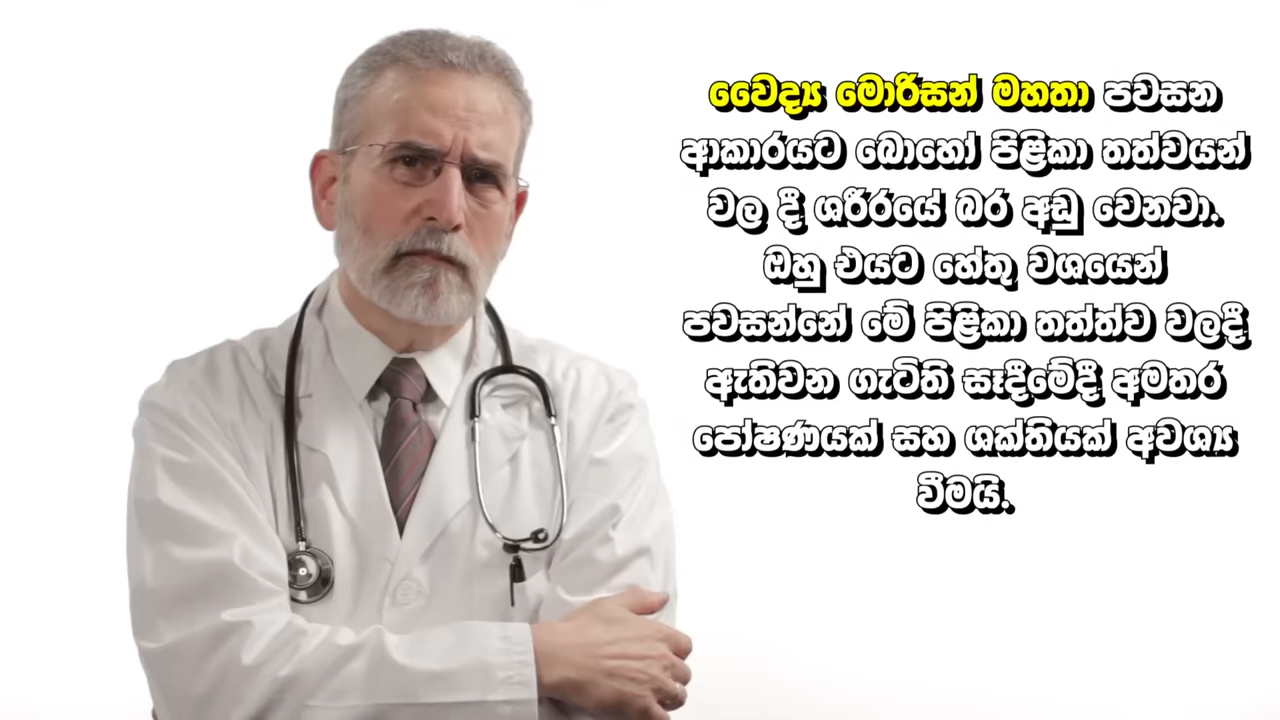 වෛද්‍ය මොරිසන් මහතා පවසන
ආකාරයට බොහෝ පිළිකා තත්වයන්
වල දී ශරීරයේ බර අඩු වෙනවා.
ඔහු එයට හේතු වශයෙන්
පවසන්නේ මේ පිළිකා තත්ත්ව වලදී
ඇතිවන ගැටිති සෑදීමේදී අමතර
පෝෂණයක් සහ ශක්තියක් අවශ්‍ය
වීමයි.